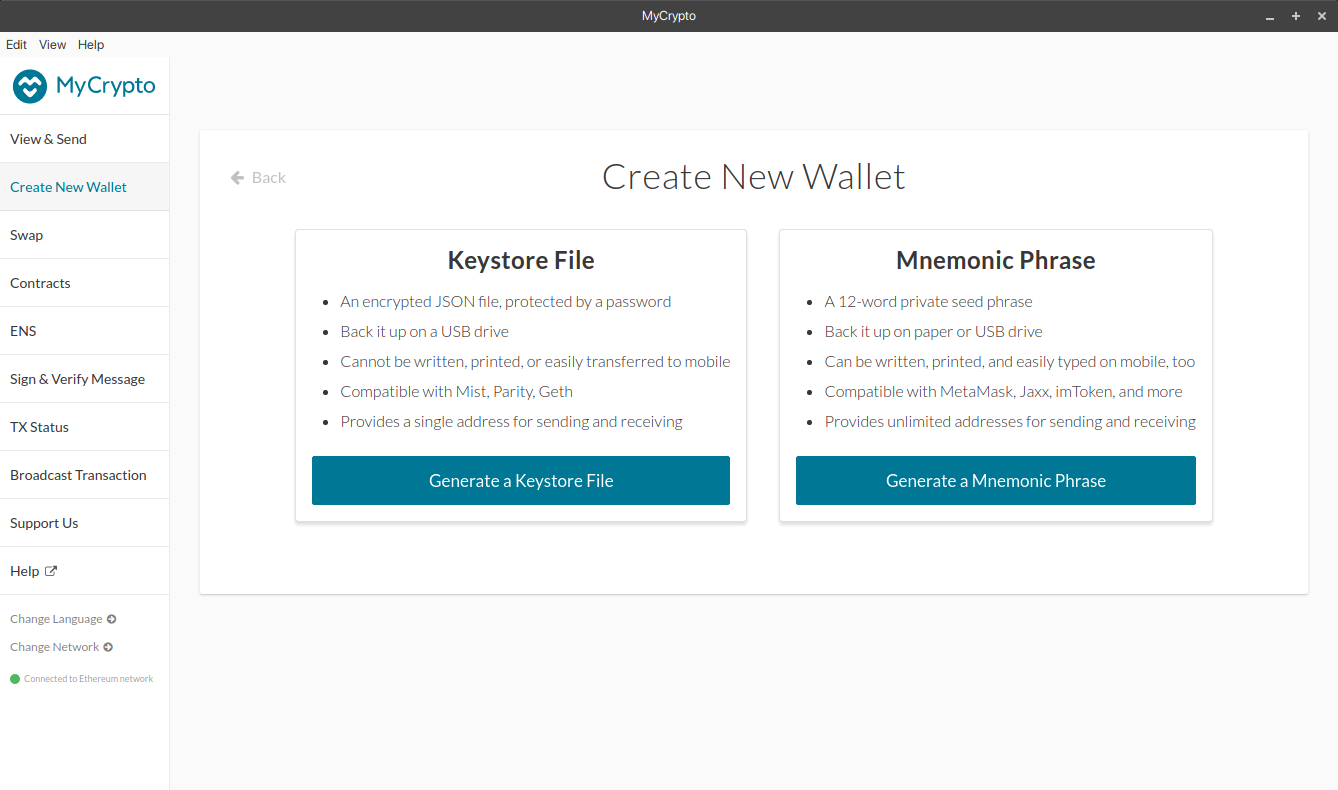 MyCrypto
Edit View Help
MyCrypto
View & Send
Create New Wallet
Swap
Contracts
ENS
Sign & Verify Message
TX Status
Broadcast Transaction
Support Us
Help
Change Language
Change Network
Connected to Ethereum network
Back
Create New Wallet
Keystore File
An encrypted JSON file, protected by a password
Back it up on a USB drive
Cannot be written, printed, or easily transferred to mobile
Compatible with Mist, Parity, Geth
Provides a single address for sending and receiving
Generate a Keystore File
Mnemonic Phrase
A 12-word private seed phrase
Back it up on paper or USB drive
Can be written, printed, and easily typed on mobile, too
Compatible with MetaMask, Jaxx, imToken, and more
Provides unlimited addresses for sending and receiving
Generate a Mnemonic Phrase